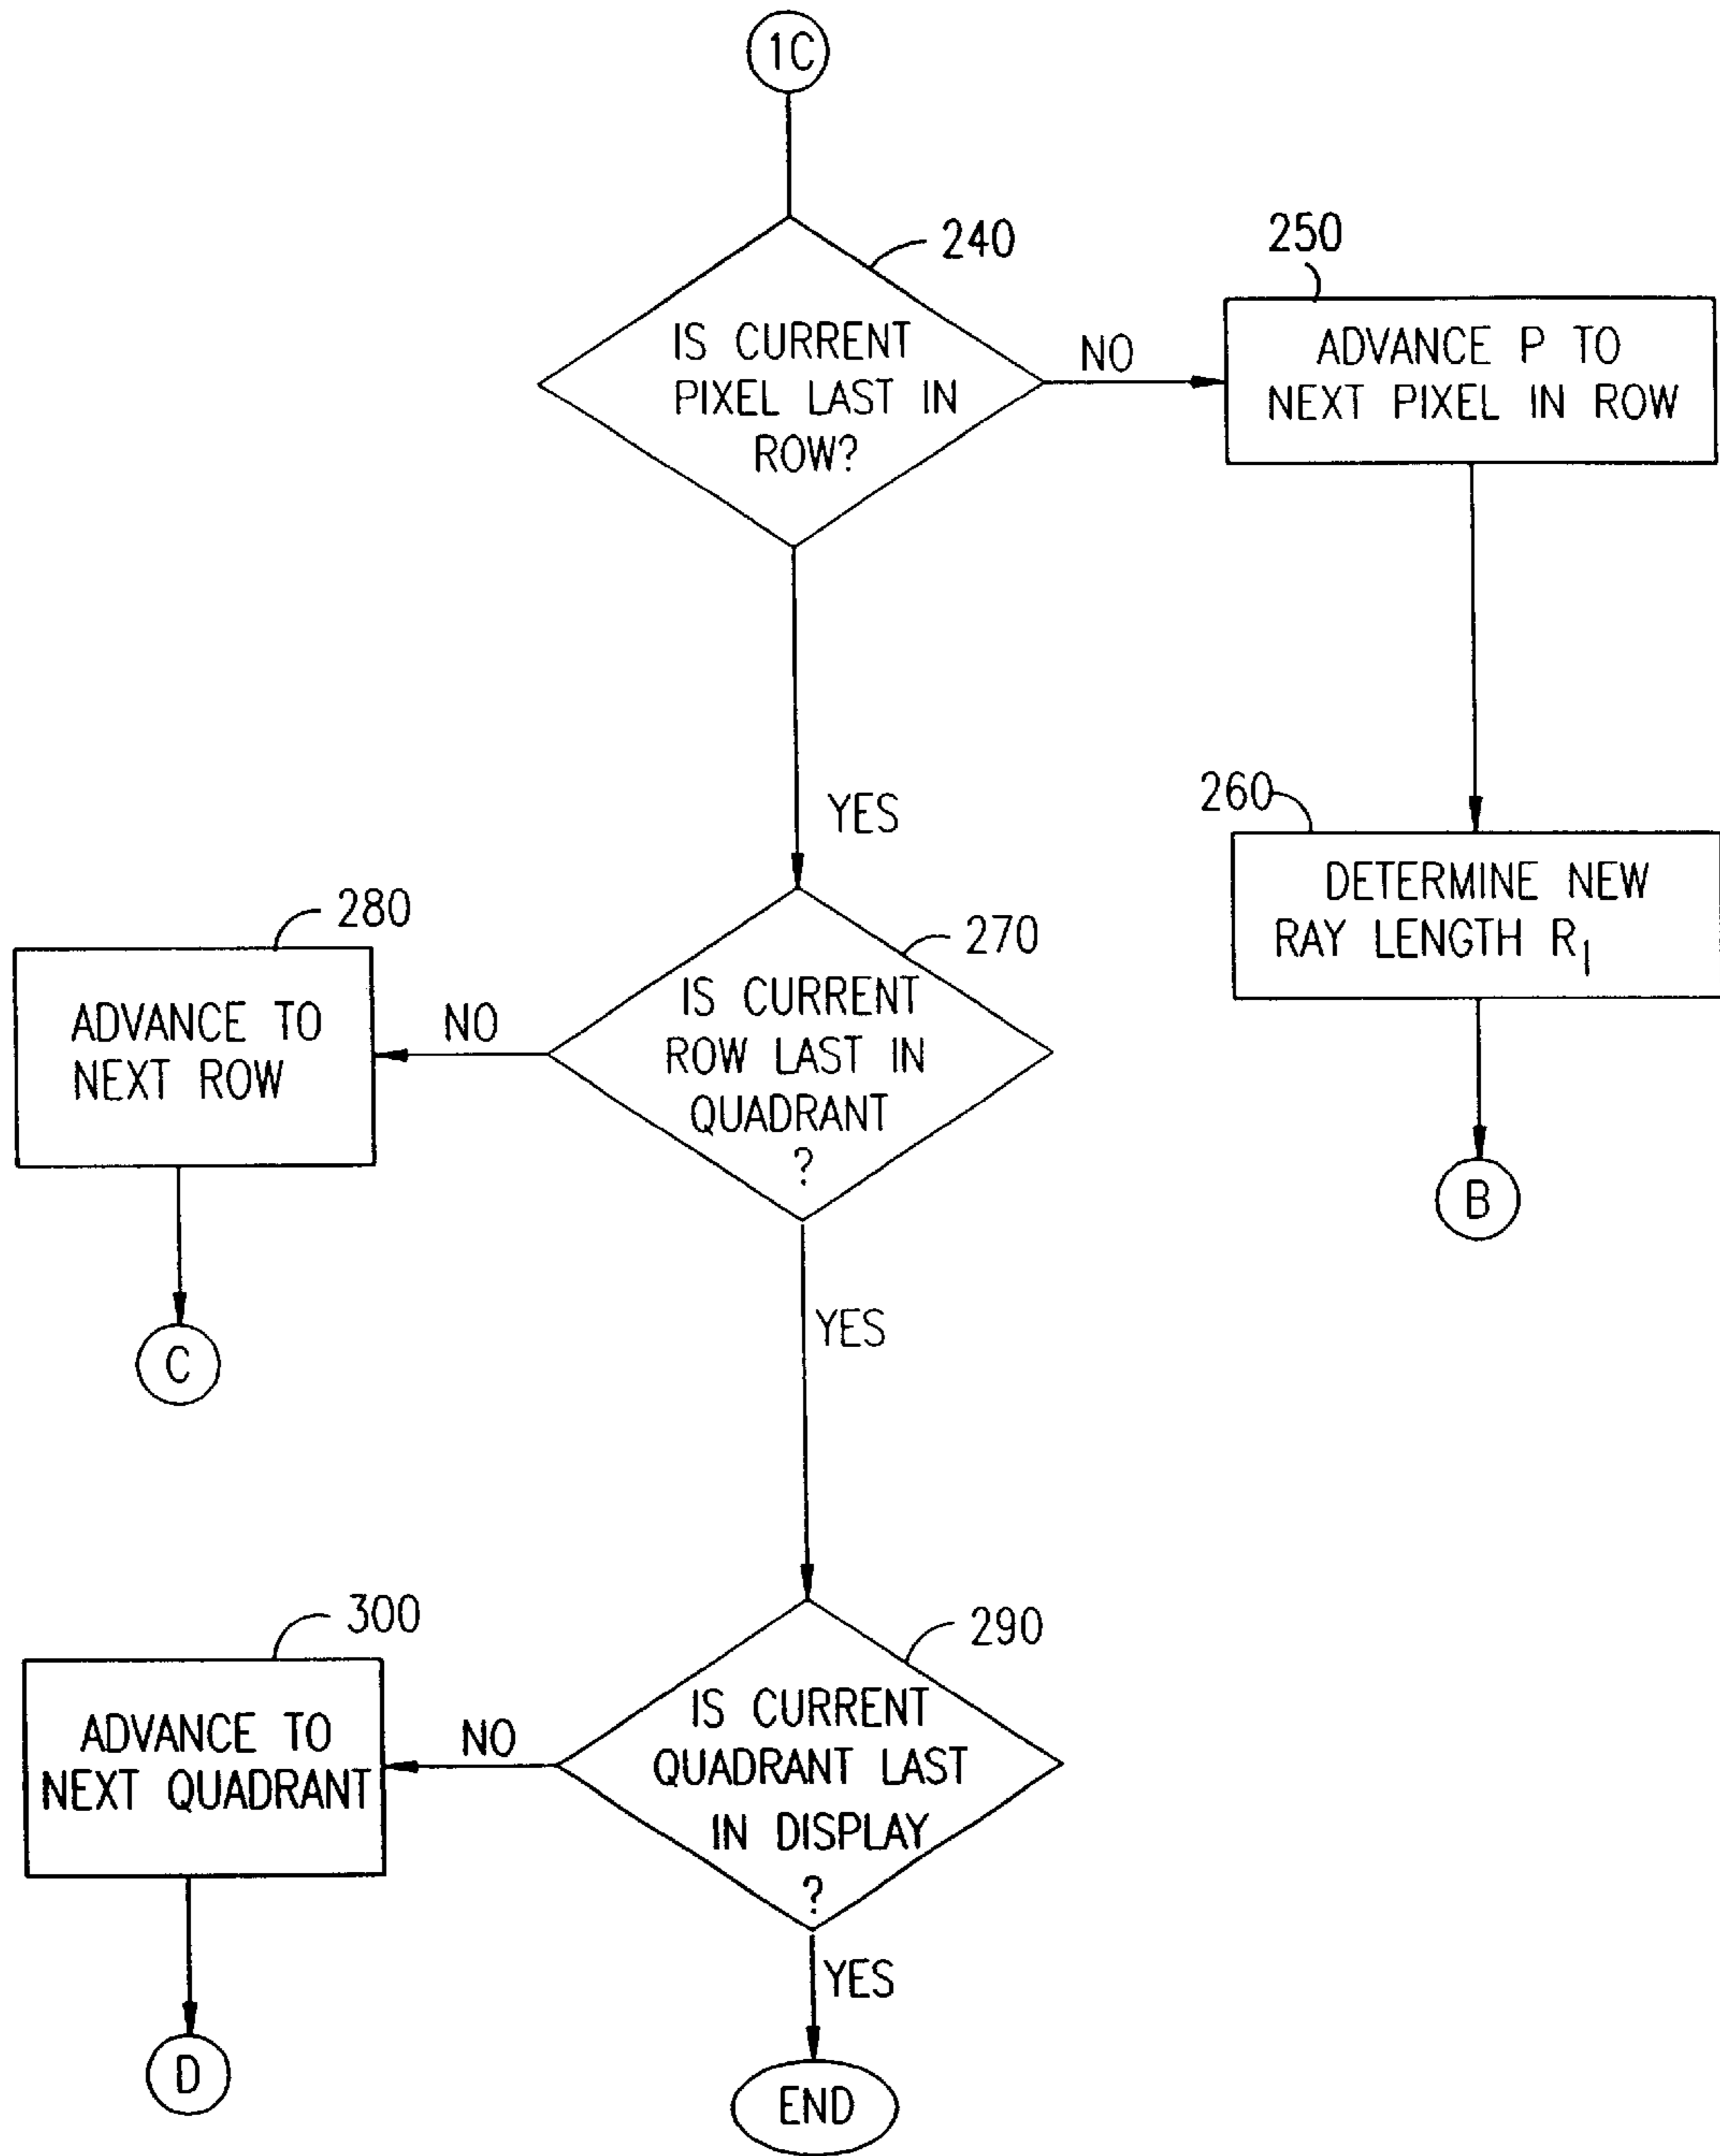 1C
240
IS CURRENT
PIXEL LAST IN
ROW?
NO
250
ADVANCE P TO
NEXT PIXEL IN ROW
YES
260
DETERMINE NEW
RAY LENGTH R₁
B
270
IS CURRENT
ROW LAST IN
QUADRANT
?
NO
280
ADVANCE TO
NEXT ROW
C
YES
290
IS CURRENT
QUADRANT LAST
IN DISPLAY
?
NO
300
ADVANCE TO
NEXT QUADRANT
D
YES
END